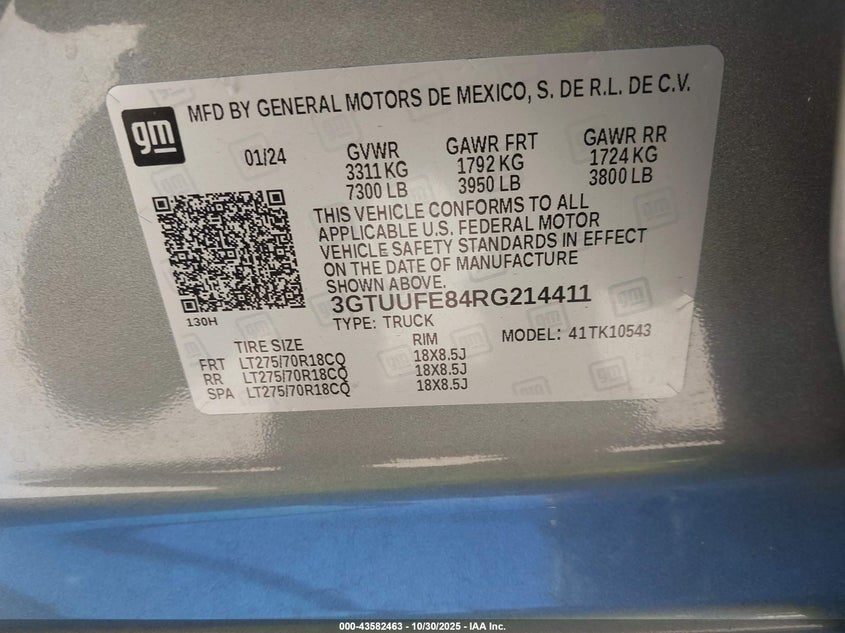 gm
MFD BY GENERAL MOTORS DE MEXICO, S. DE R.L. DE C.V.
01/24
GVWR
3311 KG
7300 LB
GAWR FRT
1792 KG
3950 LB
GAWR RR
1724 KG
3800 LB
THIS VEHICLE CONFORMS TO ALL
APPLICABLE U.S. FEDERAL MOTOR
VEHICLE SAFETY STANDARDS IN EFFECT
ON THE DATE OF MANUFACTURE
SHOWN ABOVE.
3GTUUFE84RG214411
130H
TYPE: TRUCK
MODEL: 41TK10543
TIRE SIZE RIM
FRT LT275/70R18CQ 18X8.5J
RR LT275/70R18CQ 18X8.5J
SPA LT275/70R18CQ 18X8.5J
000-43582463 - 10/30/2025 - IAA Inc.